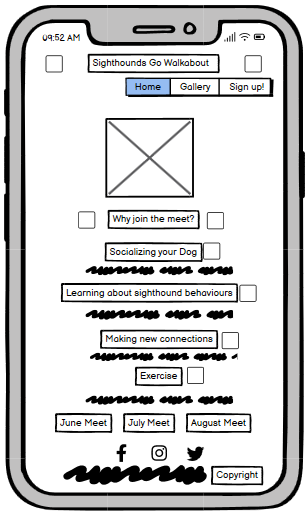 09:52 AM
Sighthounds Go Walkabout
Home Gallery Sign up!
Why join the meet?
Socializing your Dog
Learning about sighthound behaviours
Making new connections
Exercise
June Meet July Meet August Meet
Copyright